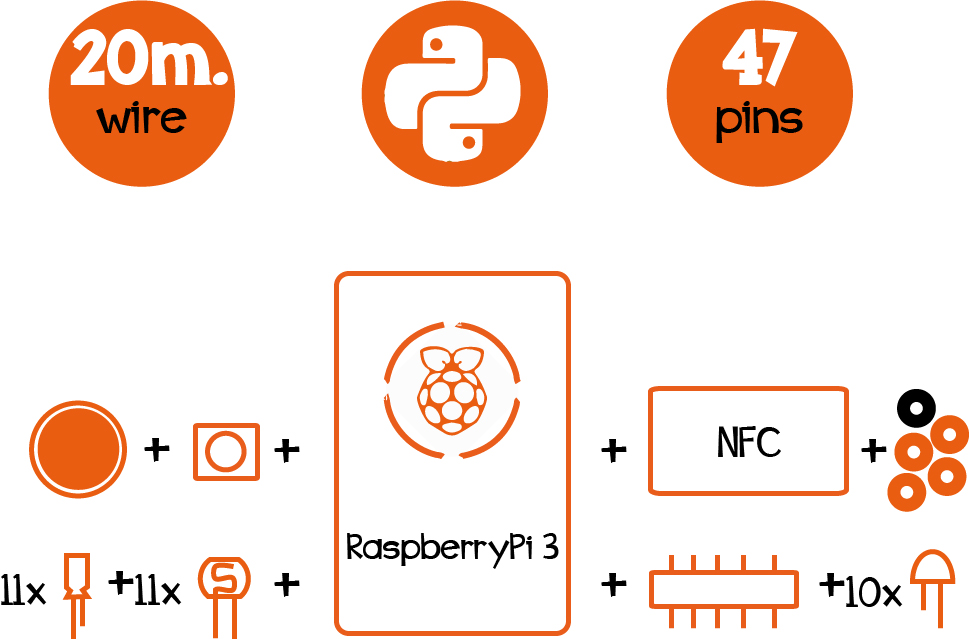 20m.
wire
47
pins
+
+
+
NFC
+
RaspberryPi 3
11x
+
11x
S
+
+
+
10x